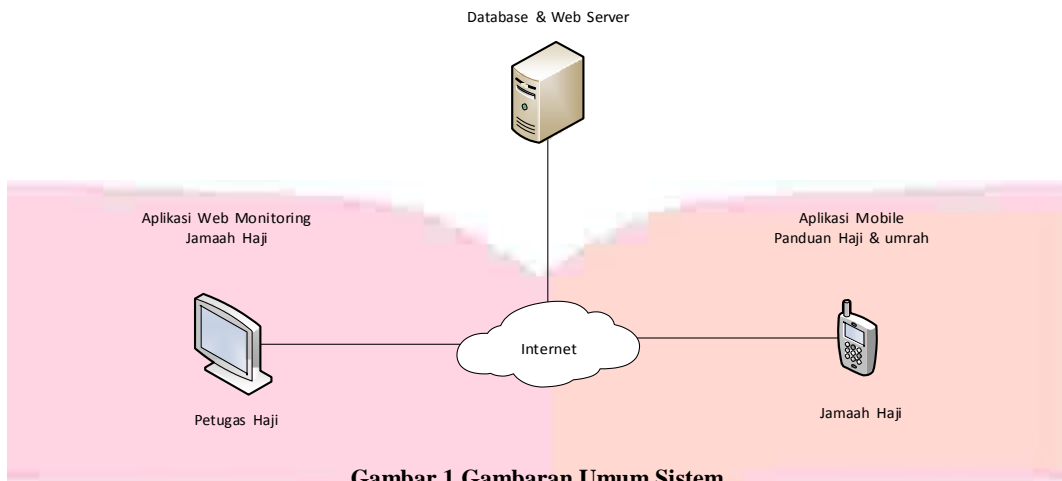 Database & Web Server
Aplikasi Web Monitoring
Jamaah Haji
Aplikasi Mobile
Panduan Haji & umrah
Internet
Petugas Haji
Jamaah Haji
Gambar 1 Gambaran Umum Sistem